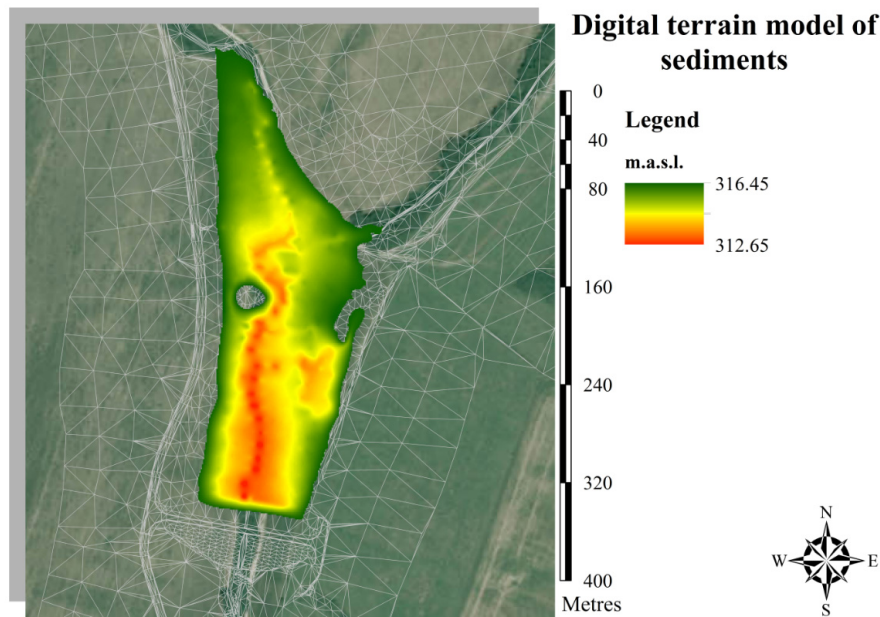 Digital terrain model of
sediments
0
40
80
160
240
320
400
Metres
Legend
m.a.s.l.
316.45
312.65
N
W
E
S